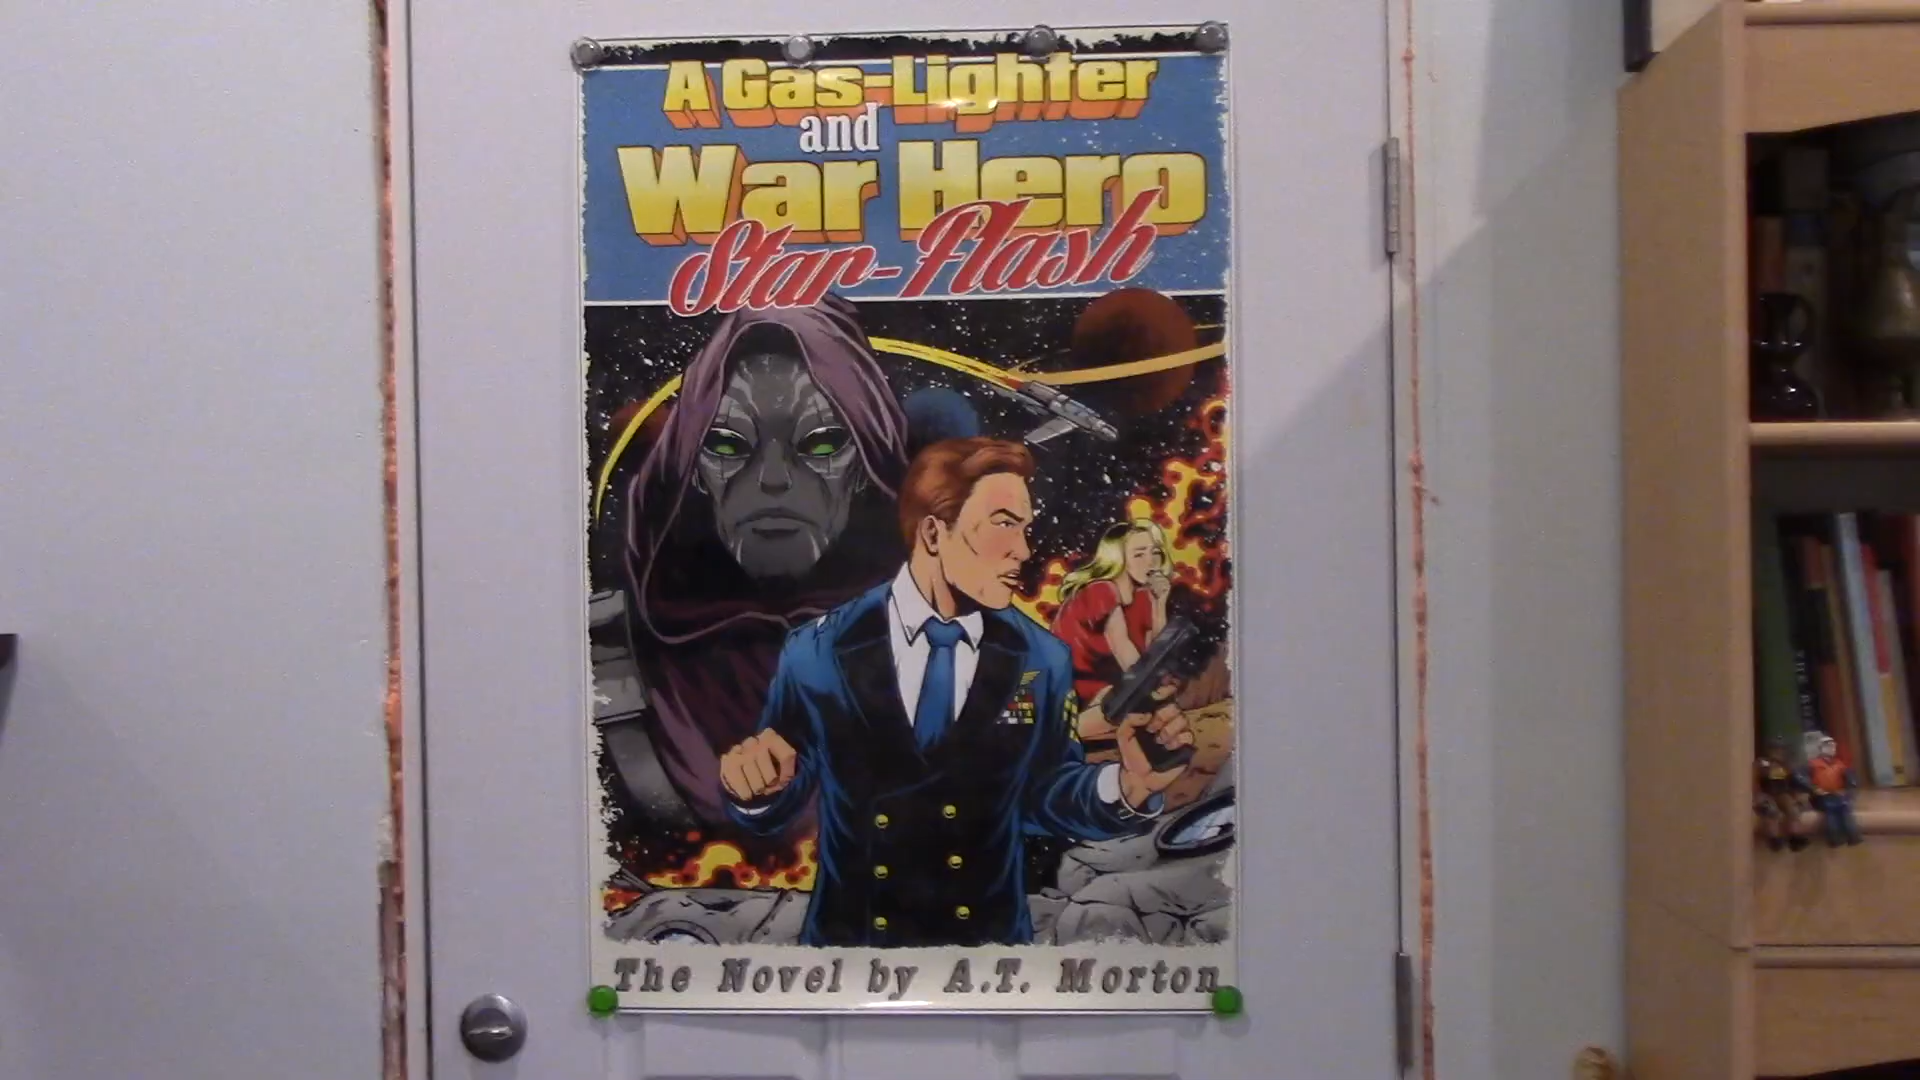 A Gas-Lighter
and
War Hero
Star-Flash
The Novel by A.T. Morton